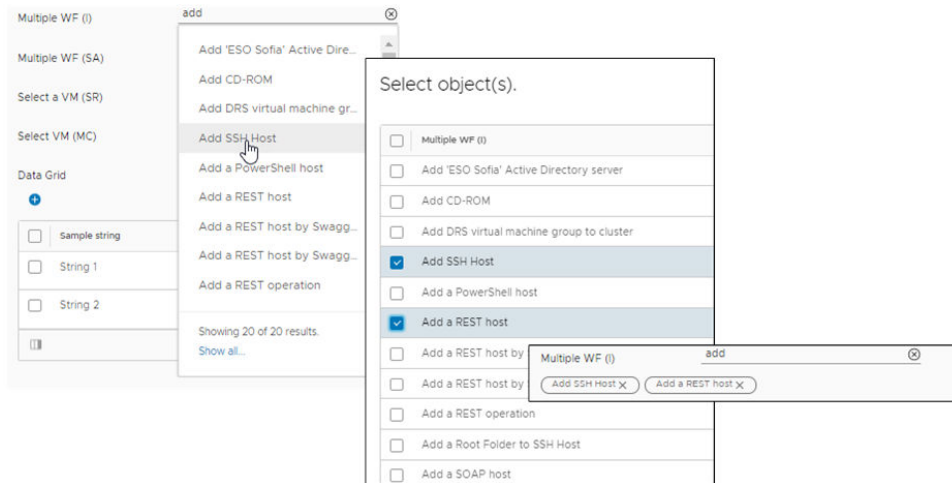 Multiple WF (I)
add
Multiple WF (SA)
Select a VM (SR)
Select VM (MC)
Data Grid
Sample string
String 1
String 2
Add 'ESO Sofia' Active Dire...
Add CD-ROM
Add DRS virtual machine gr...
Add SSH Host
Add a PowerShell host
Add a REST host
Add a REST host by Swagg...
Add a REST host by Swagg...
Add a REST operation
Showing 20 of 20 results.
Show all...
Select object(s).
Multiple WF (I)
Add 'ESO Sofia' Active Directory server
Add CD-ROM
Add DRS virtual machine group to cluster
Add SSH Host
Add a PowerShell host
Add a REST host
Add a REST host by
Add a REST host by
Add a REST operation
Add a Root Folder to SSH Host
Add a SOAP host
Multiple WF (I)
add
Add SSH Host
Add a REST host